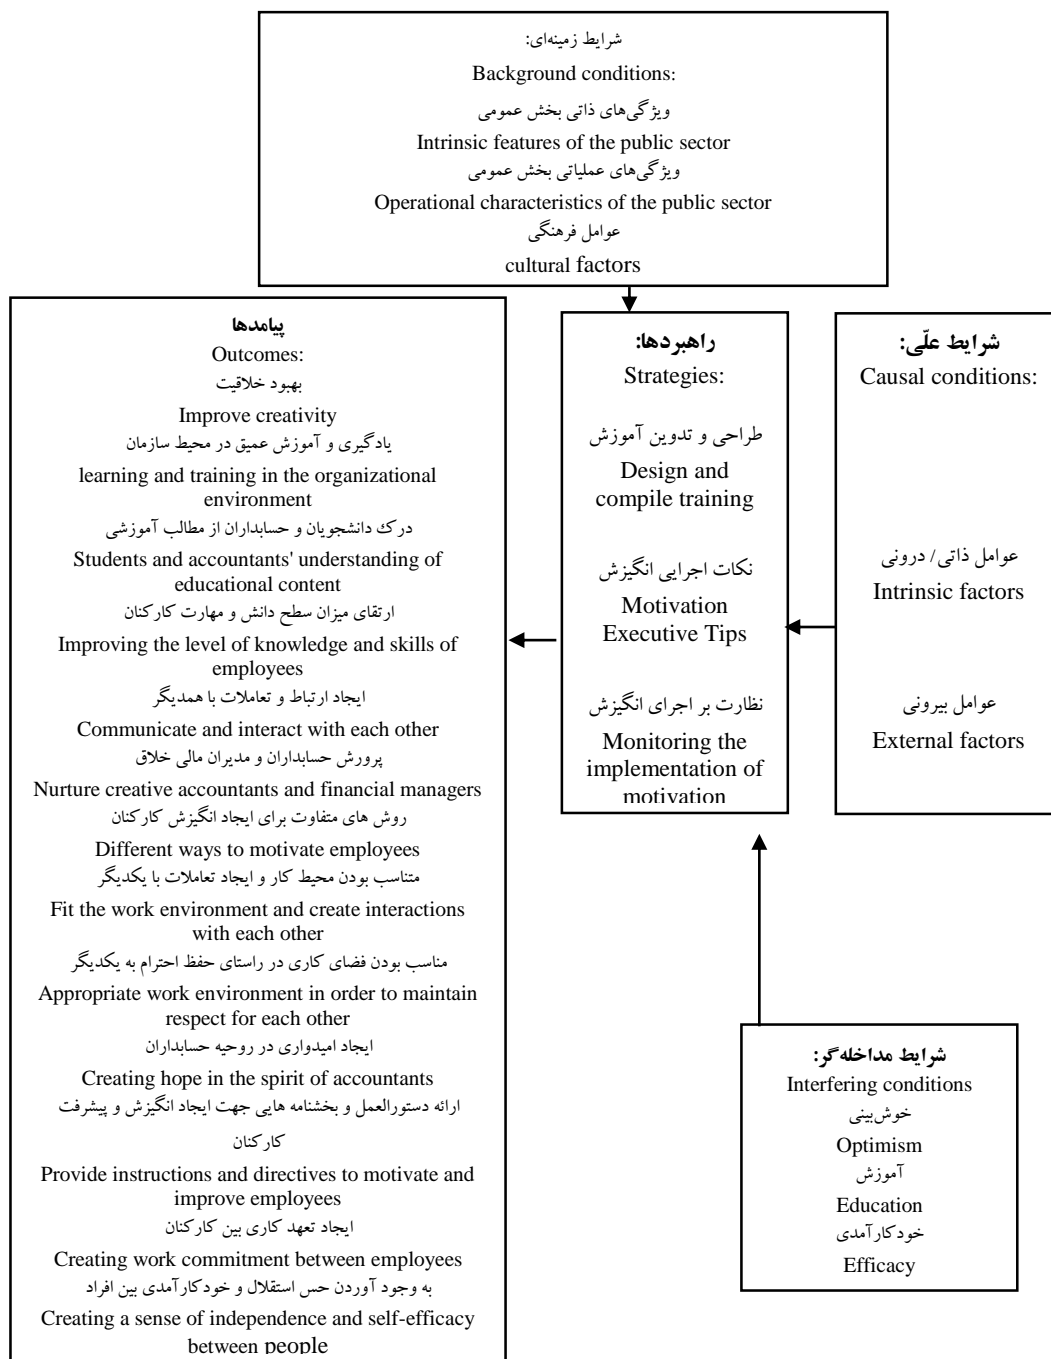 شرایط زمینه‌ای:
Background conditions:
ویژگی‌های ذاتی بخش عمومی
Intrinsic features of the public sector
ویژگی‌های عملیاتی بخش عمومی
Operational characteristics of the public sector
عوامل فرهنگی
cultural factors
شرایط علّی:
Causal conditions:
عوامل ذاتی/ درونی
Intrinsic factors
عوامل بیرونی
External factors
راهبردها:
Strategies:
طراحی و تدوین آموزش
Design and
compile training
نکات اجرایی انگیزش
Motivation
Executive Tips
نظارت بر اجرای انگیزش
Monitoring the
implementation of
motivation
پیامدها
Outcomes:
بهبود خلاقیت
Improve creativity
یادگیری و آموزش عمیق در محیط سازمان
learning and training in the organizational
environment
درک دانشجویان و حسابداران از مطالب آموزشی
Students and accountants' understanding of
educational content
ارتقای میزان سطح دانش و مهارت کارکنان
Improving the level of knowledge and skills of
employees
ایجاد ارتباط و تعاملات با همدیگر
Communicate and interact with each other
پرورش حسابداران و مدیران مالی خلاق
Nurture creative accountants and financial managers
روش های متفاوت برای ایجاد انگیزش کارکنان
Different ways to motivate employees
متناسب بودن محیط کار و ایجاد تعاملات با یکدیگر
Fit the work environment and create interactions
with each other
مناسب بودن فضای کاری در راستای حفظ احترام به یکدیگر
Appropriate work environment in order to maintain
respect for each other
ایجاد امیدواری در روحیه حسابداران
Creating hope in the spirit of accountants
ارائه دستورالعمل و بخشنامه هایی جهت ایجاد انگیزش و پیشرفت
کارکنان
Provide instructions and directives to motivate and
improve employees
ایجاد تعهد کاری بین کارکنان
Creating work commitment between employees
به وجود آوردن حس استقلال و خودکارآمدی بین افراد
Creating a sense of independence and self-efficacy
between people
شرایط مداخله‌گر:
Interfering conditions
خوش‌بینی
Optimism
آموزش
Education
خودکارآمدی
Efficacy